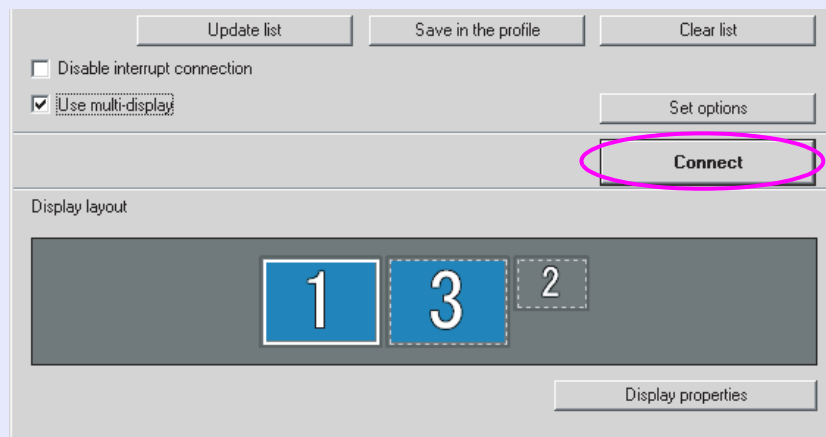 Update list Save in the profile Clear list
Disable interrupt connection
Use multi-display
Set options
Connect
Display layout
1 3 2
Display properties